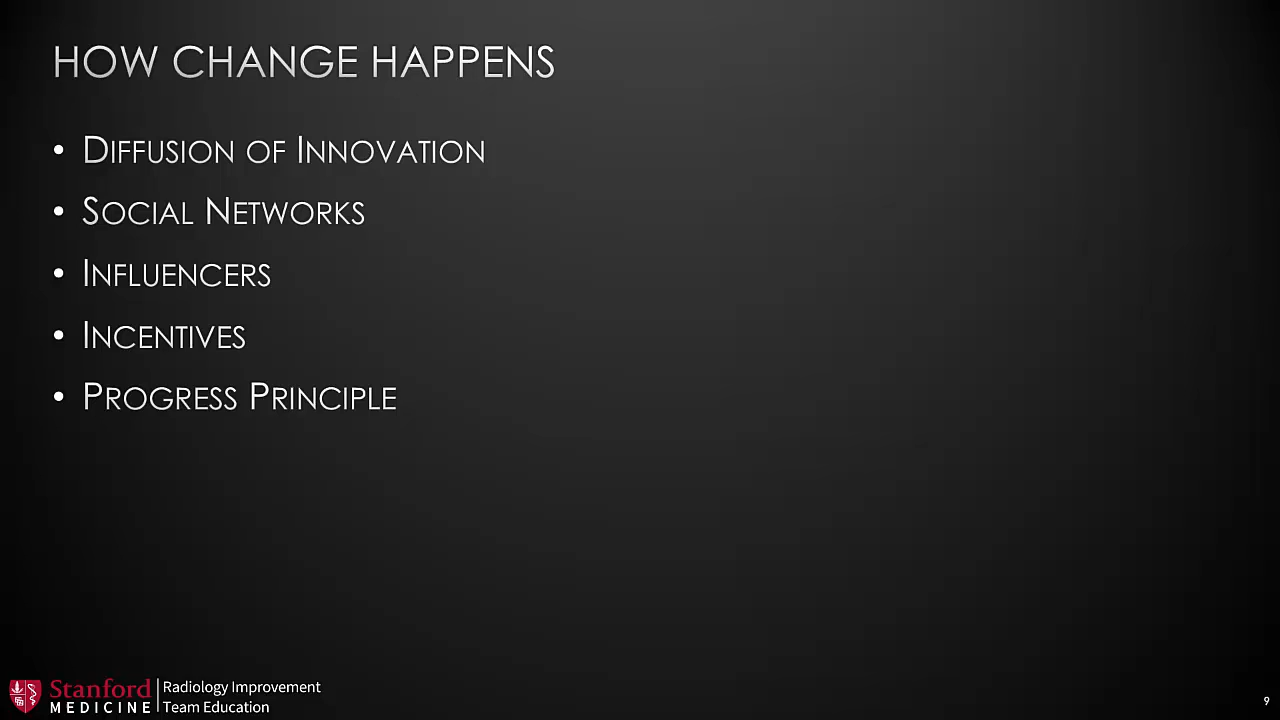 HOW CHANGE HAPPENS
• DIFFUSION OF INNOVATION
• SOCIAL NETWORKS
• INFLUENCERS
• INCENTIVES
• PROGRESS PRINCIPLE
Stanford
MEDICINE
Radiology Improvement
Team Education
9